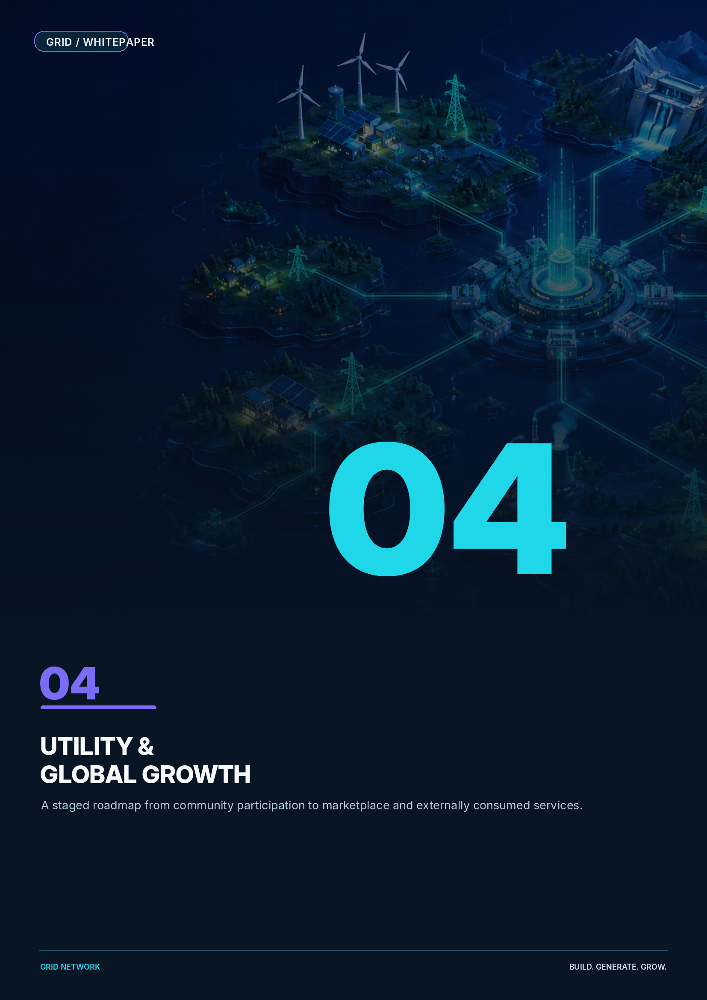 GRID / WHITEPAPER
04
04
UTILITY &
GLOBAL GROWTH
A staged roadmap from community participation to marketplace and externally consumed services.
GRID NETWORK
BUILD. GENERATE. GROW.